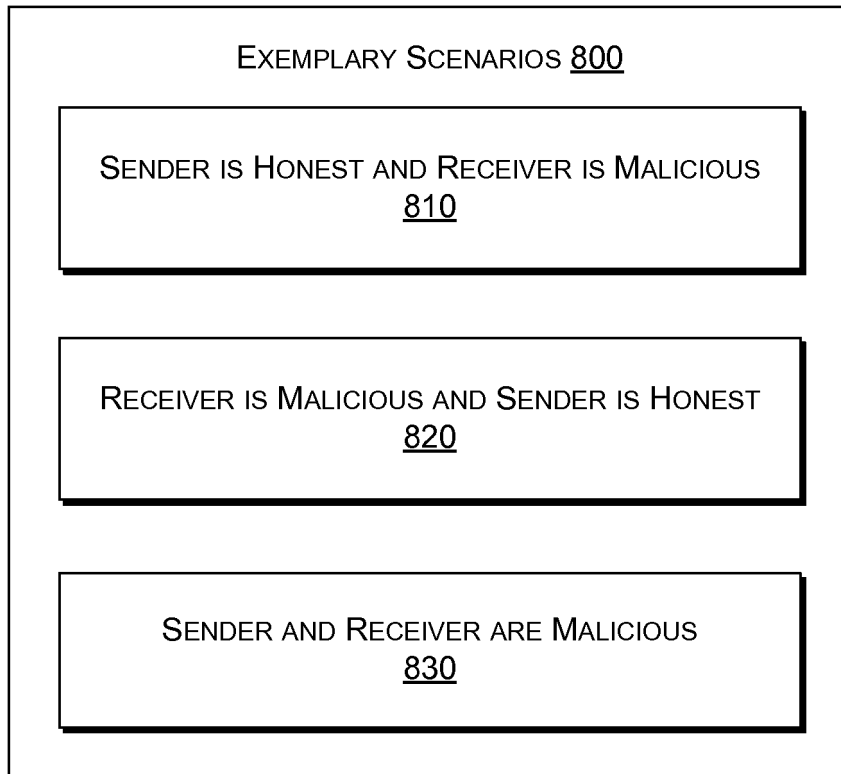 EXEMPLARY SCENARIOS 800
SENDER IS HONEST AND RECEIVER IS MALICIOUS
810
RECEIVER IS MALICIOUS AND SENDER IS HONEST
820
SENDER AND RECEIVER ARE MALICIOUS
830